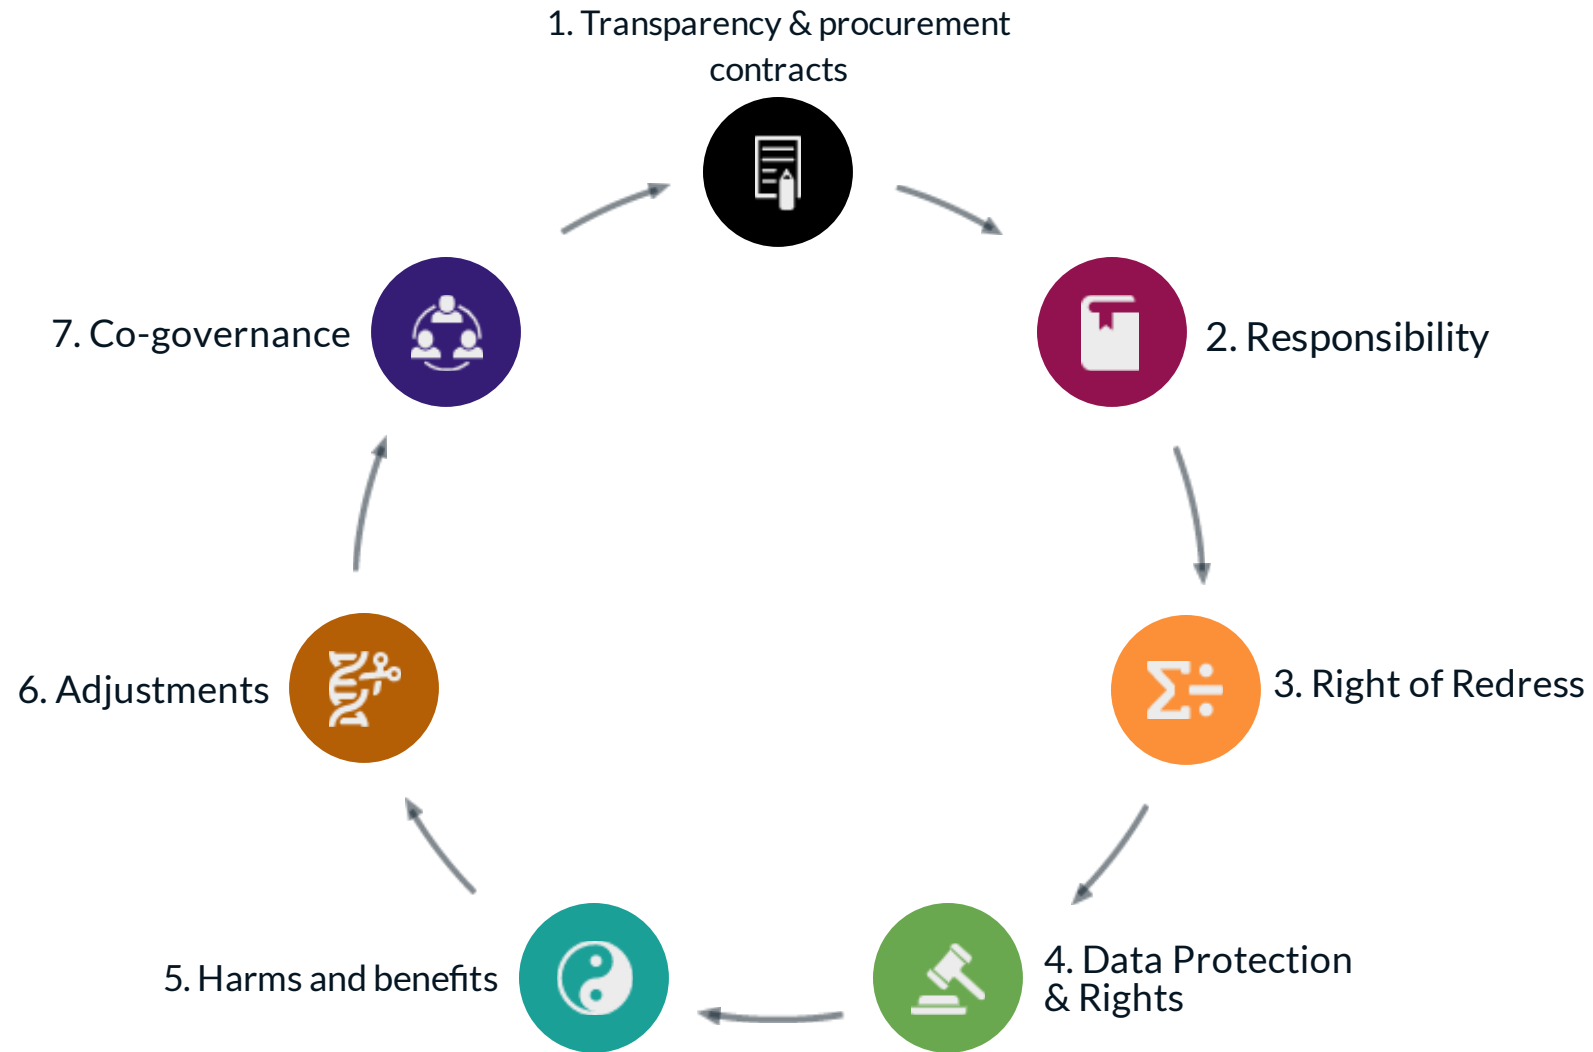 1. Transparency & procurement
contracts
2. Responsibility
3. Right of Redress
4. Data Protection
& Rights
5. Harms and benefits
6. Adjustments
7. Co-governance